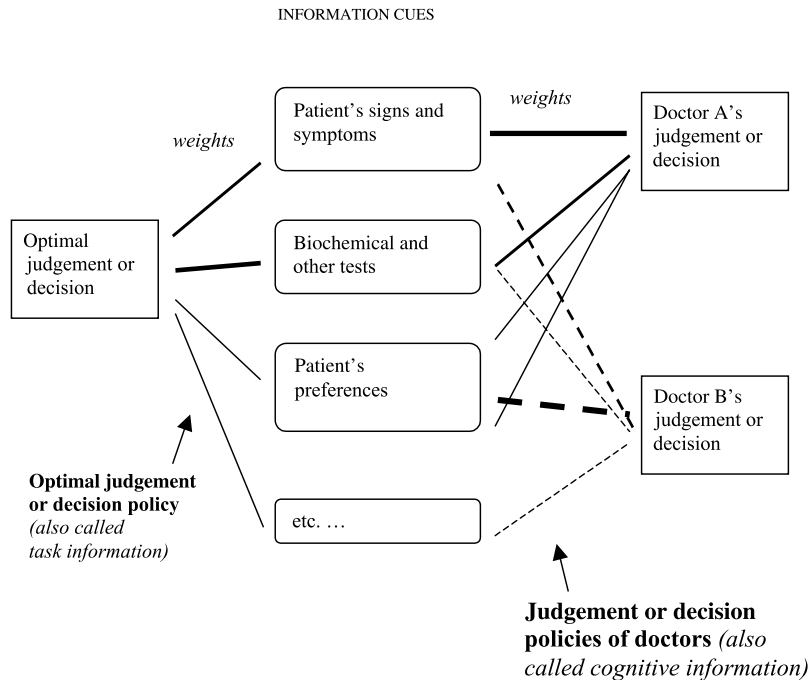 INFORMATION CUES
weights
Patient's signs and
symptoms
weights
Doctor A's
judgement or
decision
Optimal
judgement or
decision
Biochemical and
other tests
Patient's
preferences
Doctor B's
judgement or
decision
Optimal judgement
or decision policy
(also called
task information)
etc. …
Judgement or decision
policies of doctors (also
called cognitive information)